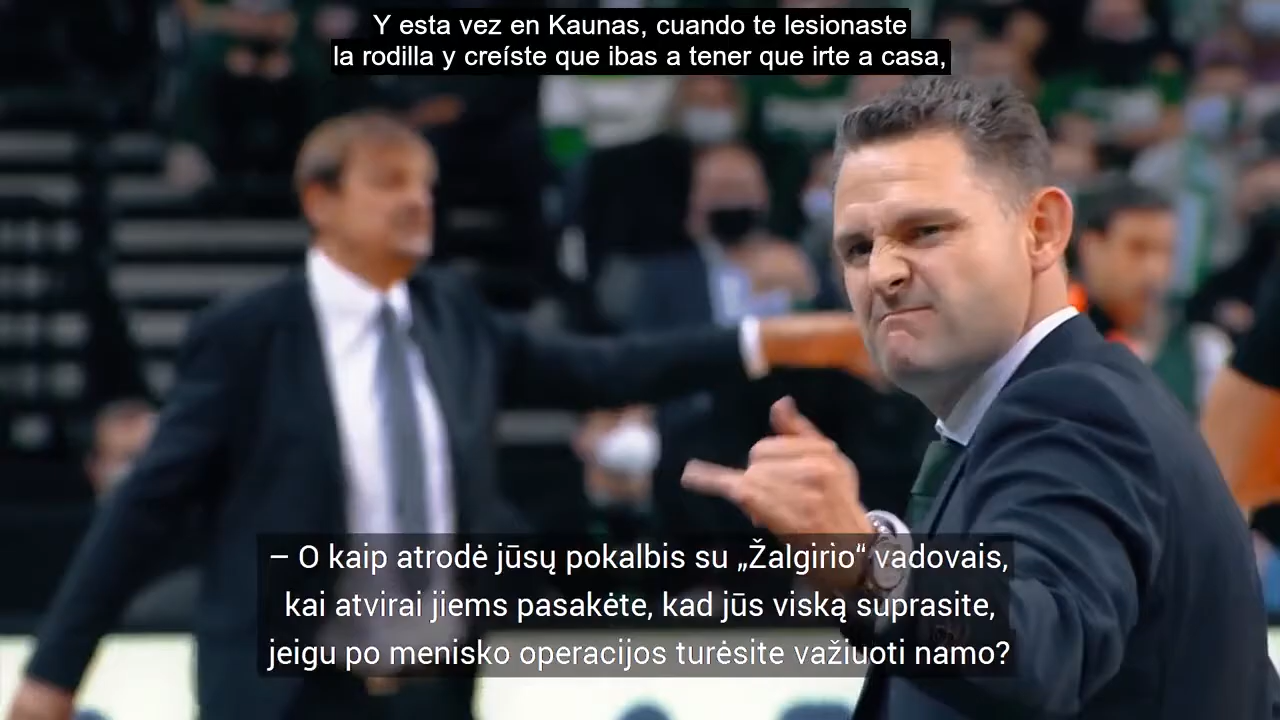 Y esta vez en Kaunas, cuando te lesionaste
la rodilla y creíste que ibas a tener que irte a casa,
– O kaip atrodė jūsų pokalbis su „Žalgirio“ vadovais,
kai atvirai jiems pasakėte, kad jūs viską suprasite,
jeigu po menisko operacijos turėsite važiuoti namo?